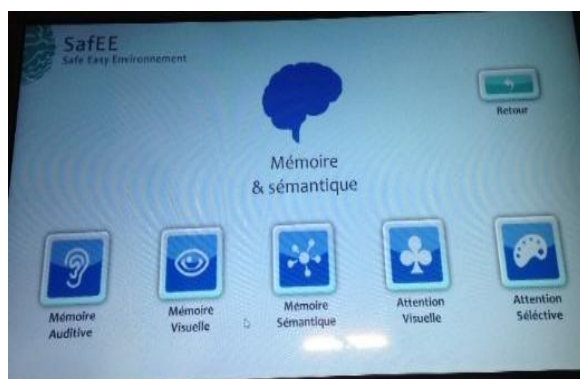 SafEE
Safe Easy Environnement
Retour
Mémoire
& sémantique
Mémoire
Auditive
Mémoire
Visuelle
Mémoire
Sémantique
Attention
Visuelle
Attention
Séléctive